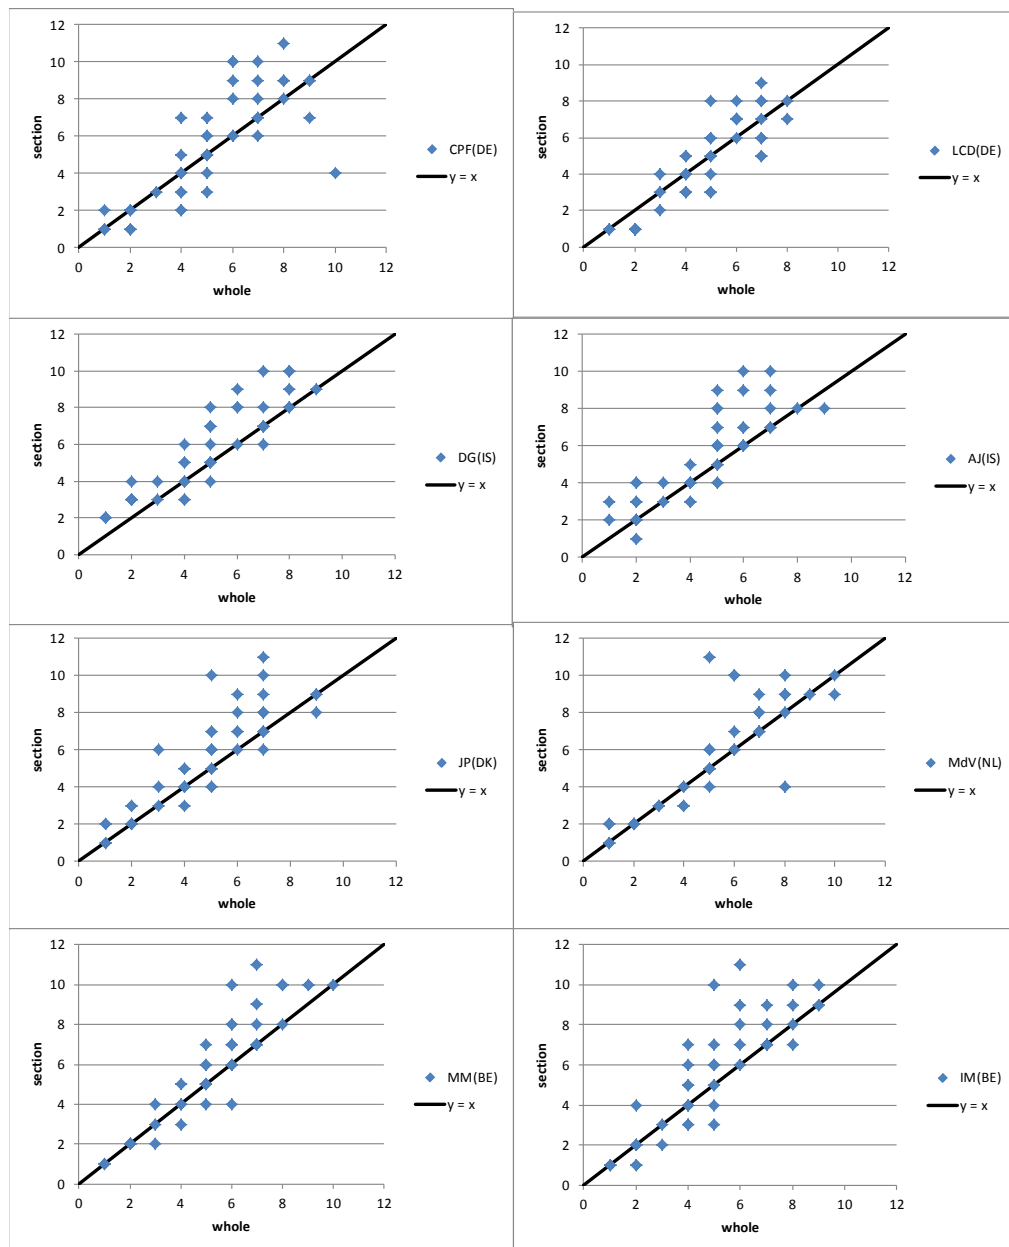 12
10
8
6
4
2
0
section
0 2 4 6 8 10 12
whole
CPF(DE)
y = x
12
10
8
6
4
2
0
section
0 2 4 6 8 10 12
whole
LCD(DE)
y = x
12
10
8
6
4
2
0
section
0 2 4 6 8 10 12
whole
DG(IS)
y = x
12
10
8
6
4
2
0
section
0 2 4 6 8 10 12
whole
AJ(IS)
y = x
12
10
8
6
4
2
0
section
0 2 4 6 8 10 12
whole
JP(DK)
y = x
12
10
8
6
4
2
0
section
0 2 4 6 8 10 12
whole
MdV(NL)
y = x
12
10
8
6
4
2
0
section
0 2 4 6 8 10 12
whole
MM(BE)
y = x
12
10
8
6
4
2
0
section
0 2 4 6 8 10 12
whole
IM(BE)
y = x